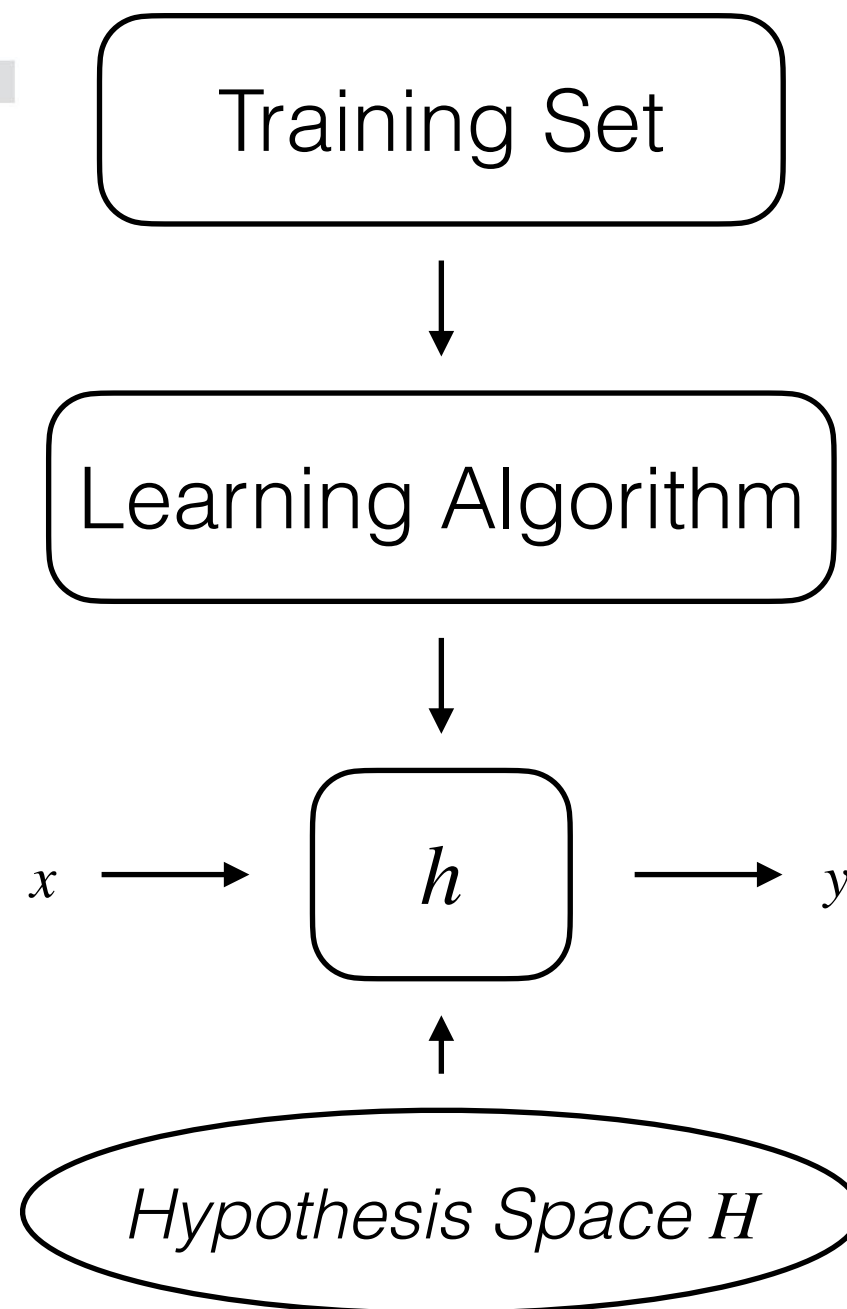 Training Set
Learning Algorithm
x h y
Hypothesis Space H